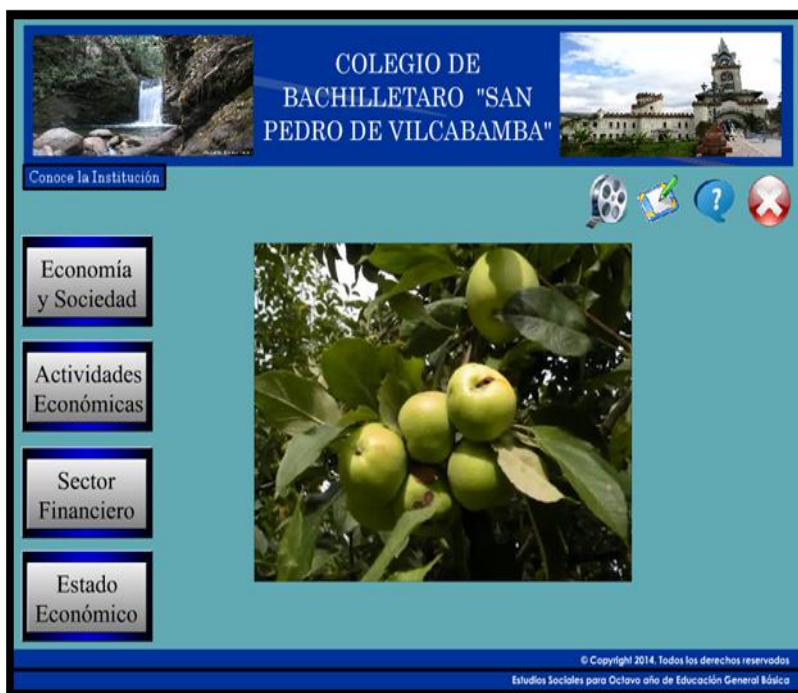 COLEGIO DE
BACHILLETARO "SAN
PEDRO DE VILCABAMBA"
Conoce la Institución
?
Economía
y Sociedad
Actividades
Económicas
Sector
Financiero
Estado
Económico
© Copyright 2014. Todos los derechos reservados
Estudios Sociales para Octavo año de Educación General Básica